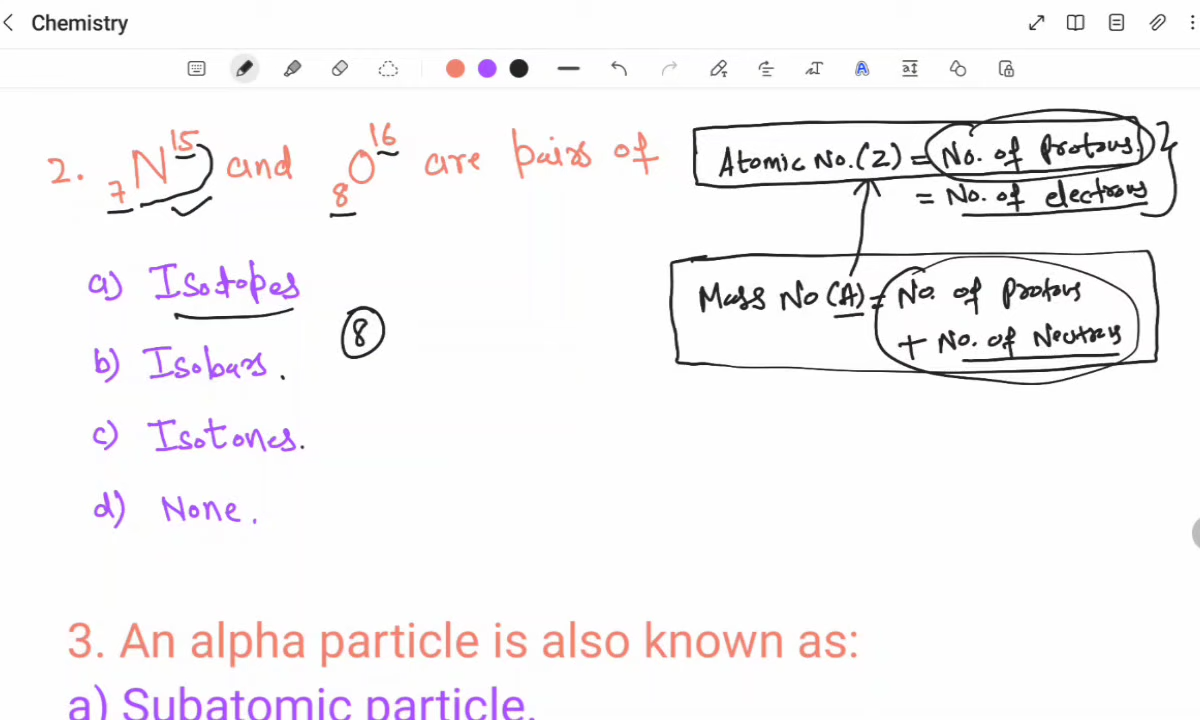 Chemistry
2. ₇N¹⁵ and ₈O¹⁶ are pairs of
Atomic No.(Z) = No. of Protons.
= No. of electrons
Mass No (A) = No. of Protons
+ No. of Neutrons
a) Isotopes
8
b) Isobars.
c) Isotones.
d) None.
3. An alpha particle is also known as:
a) Subatomic particle.